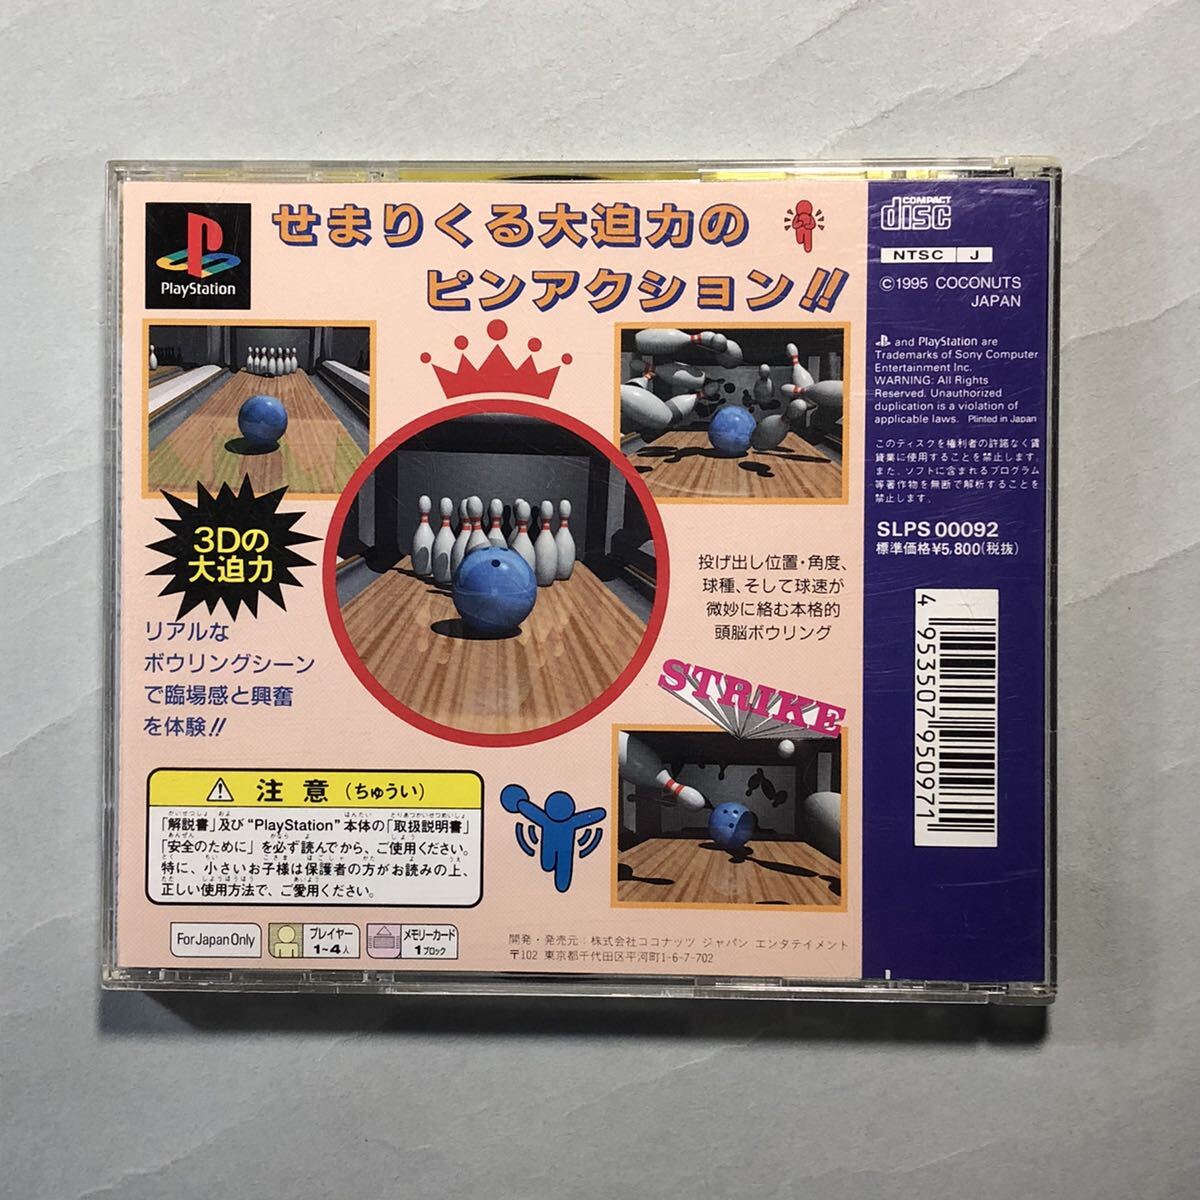 せまりくる大迫力の
ピンアクション!!
PlayStation
3Dの
大迫力
リアルな
ボウリングシーン
で臨場感と興奮
を体験!!
投げ出し位置・角度、
球種、そして球速が
微妙に絡む本格的
頭脳ボウリング
STRIKE
注意(ちゅうい)
「解説書」及び“PlayStation”本体の「取扱説明書」
「安全のために」を必ず読んでから、ご使用ください。
特に、小さいお子様は保護者の方がお読みの上、
正しい使用方法で、ご愛用ください。
For Japan Only
プレイヤー
1~4人
メモリーカード
1ブロック
開発・発売元:株式会社ココナッツ ジャパン エンタテイメント
〒102 東京都千代田区平河町1-6-7-702
COMPACT
disc
NTSC J
©1995 COCONUTS
JAPAN
and PlayStation are
Trademarks of Sony Computer
Entertainment Inc.
WARNING: All Rights
Reserved. Unauthorized
duplication is a violation of
applicable laws. Printed in Japan
このディスクを権利者の許諾なく賃
貸業に使用することを禁止します。
また、ソフトに含まれるプログラム
等著作物を無断で解析することを
禁止します。
SLPS 00092
標準価格¥5,800(税抜)
4 953507 950971